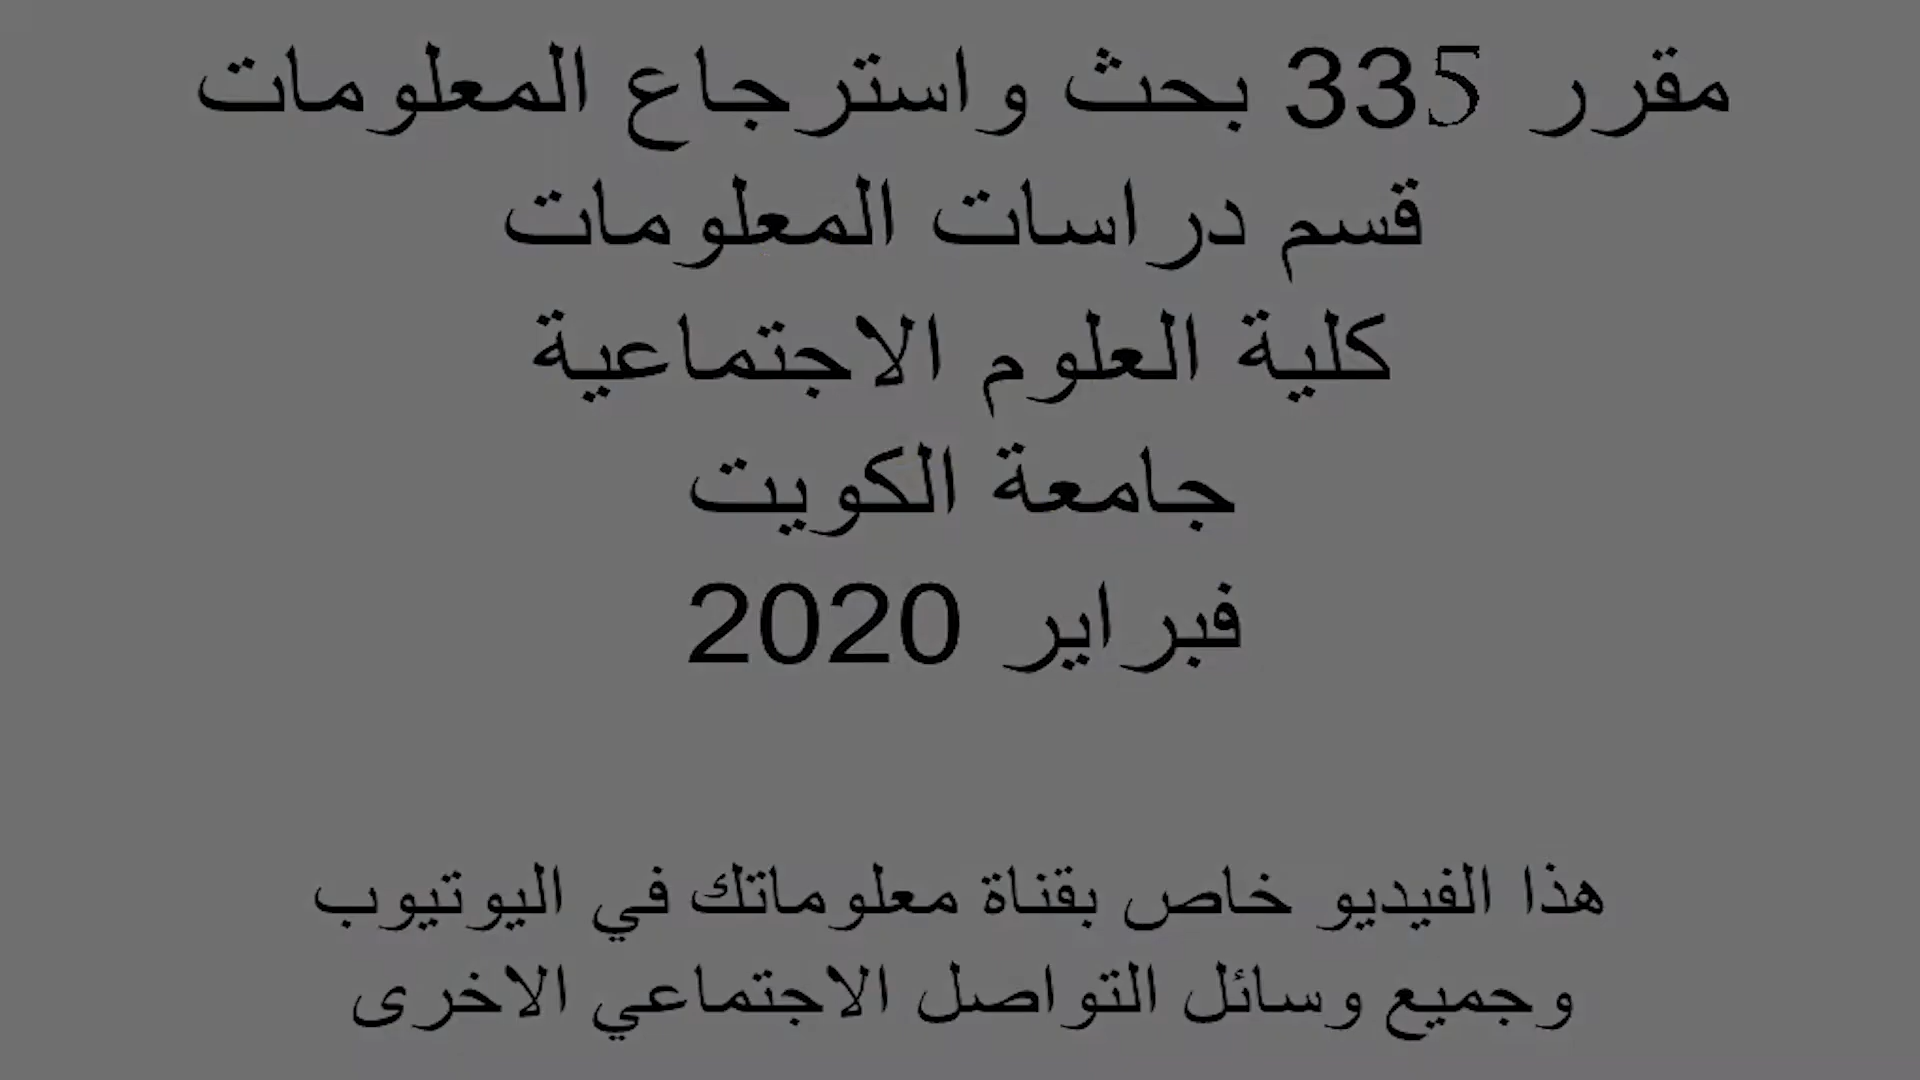 مقرر 335 بحث واسترجاع المعلومات
قسم دراسات المعلومات
كلية العلوم الاجتماعية
جامعة الكويت
فبراير 2020
هذا الفيديو خاص بقناة معلوماتك في اليوتيوب
وجميع وسائل التواصل الاجتماعي الاخرى